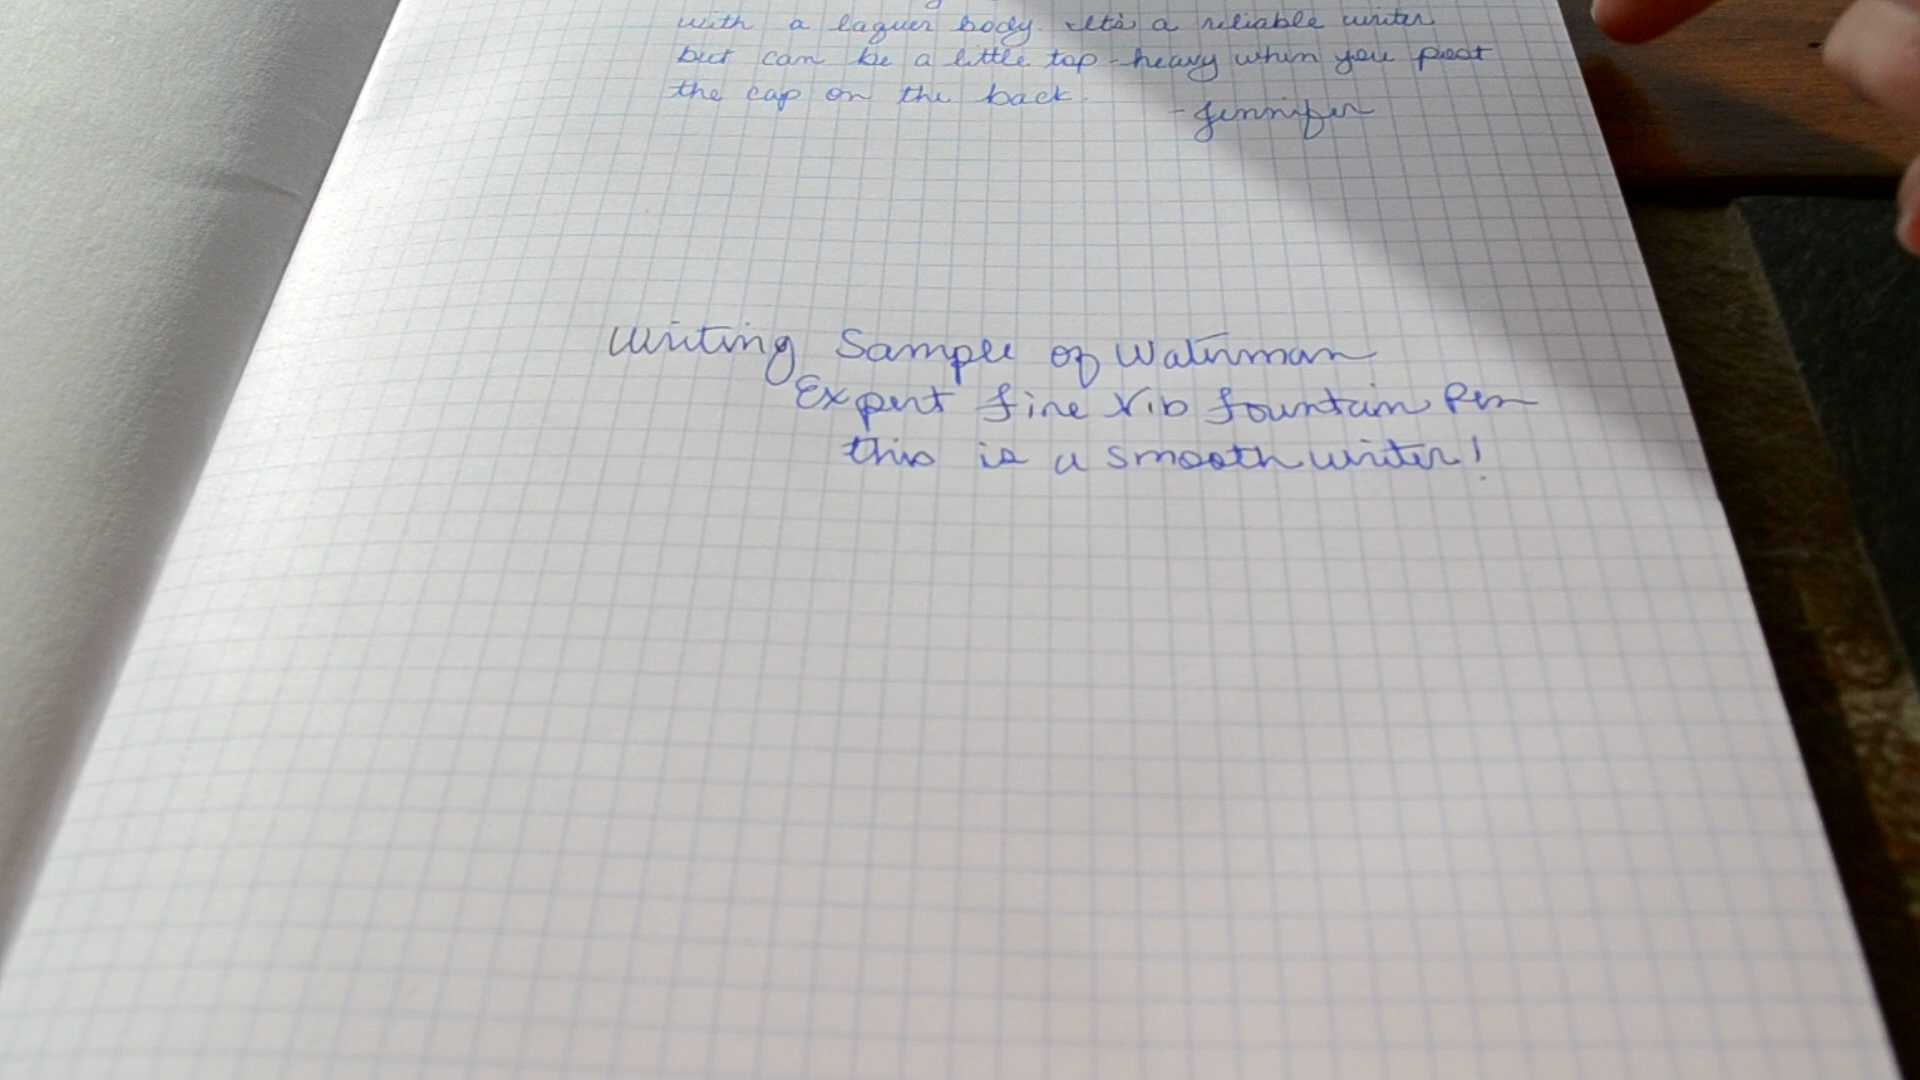 with a laquer body. It's a reliable writer
but can be a little top-heavy when you post
the cap on the back.
-Jennifer
Writing Sample of Waterman
Expert fine nib fountain Pen
this is a smooth writer!